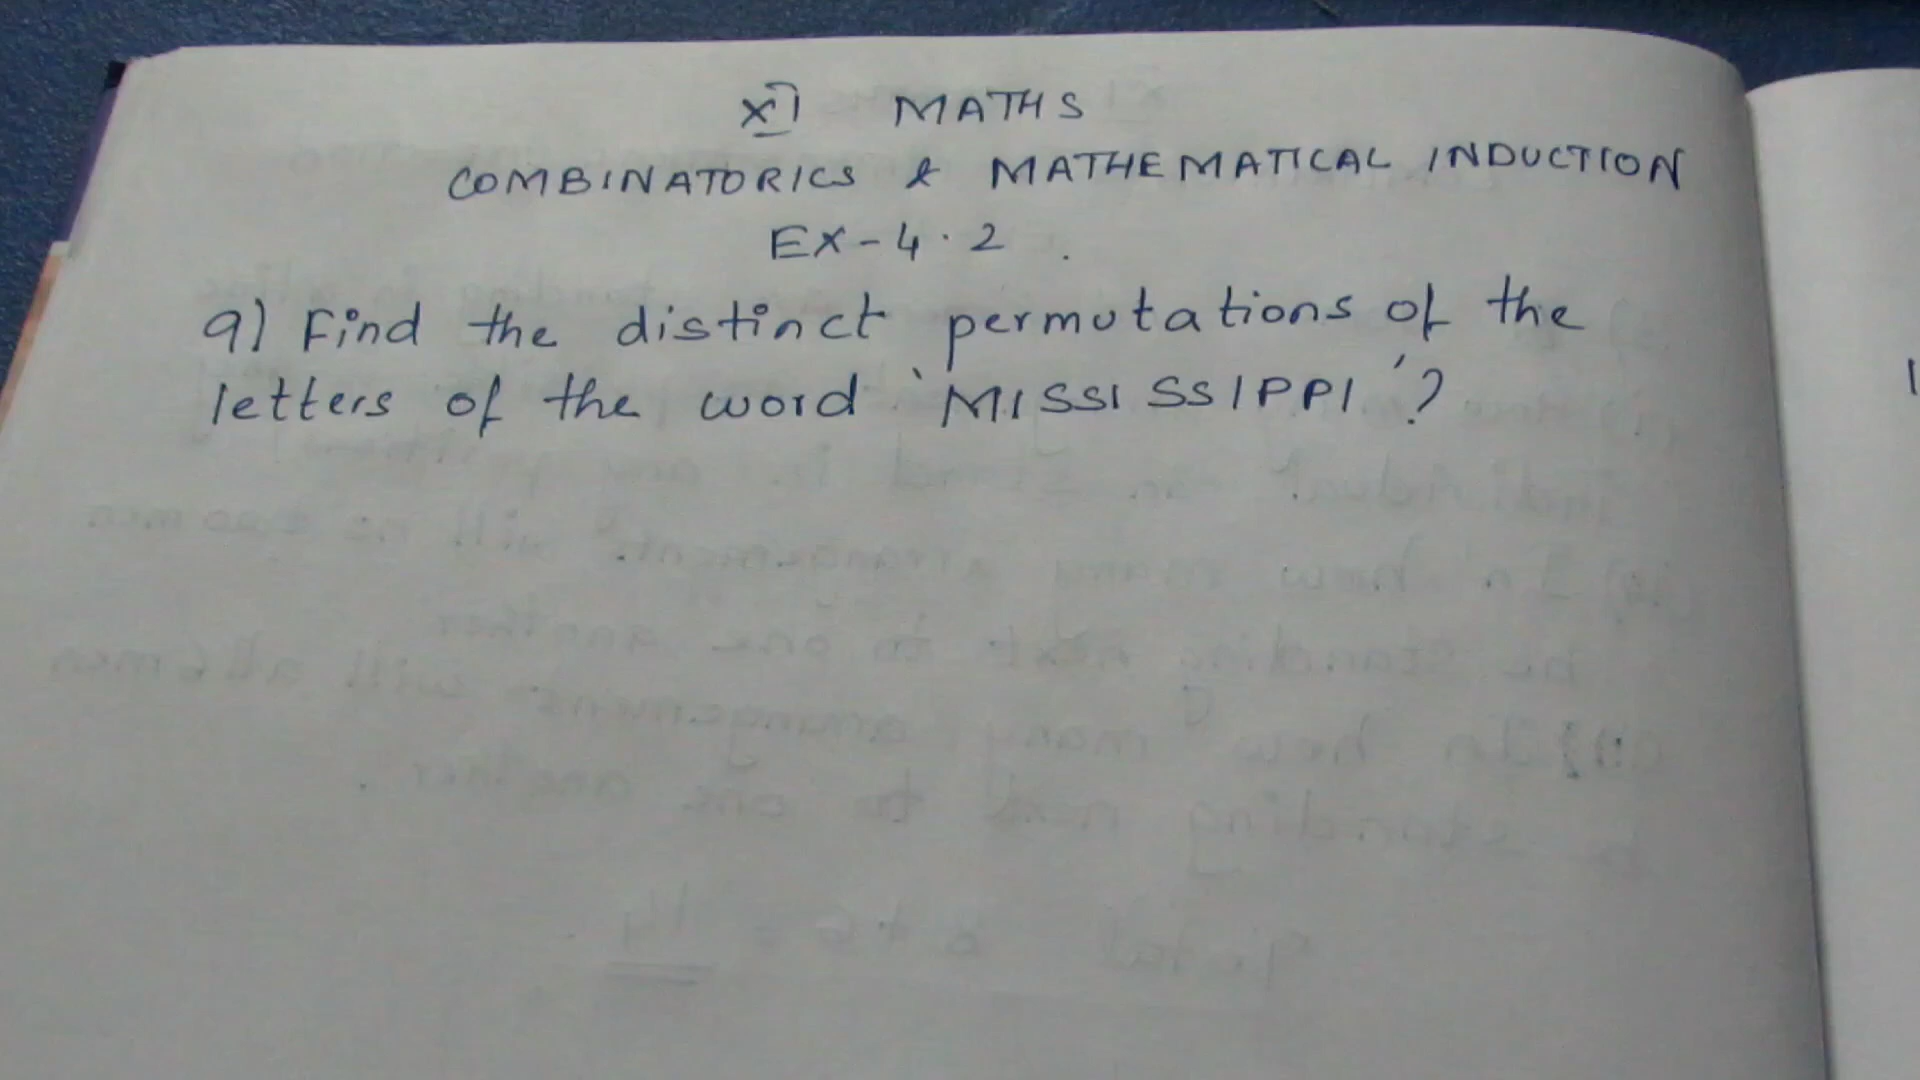 XI MATHS
COMBINATORICS & MATHEMATICAL INDUCTION
EX-4.2.
9) Find the distinct permutations of the
letters of the word 'MISSISSIPPI'?